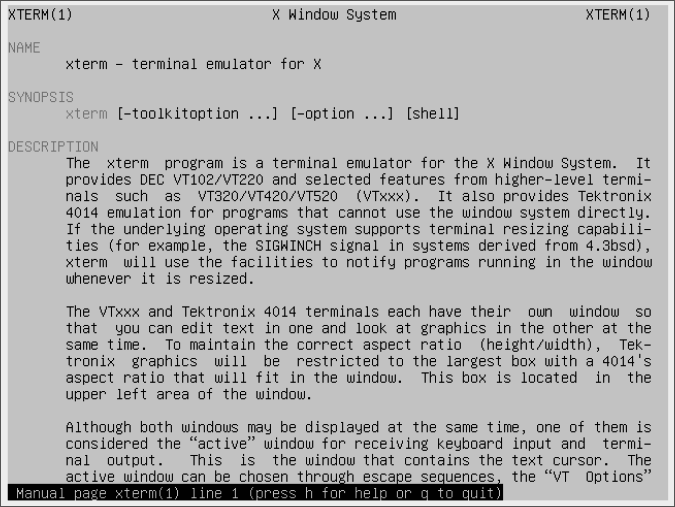 XTERM(1)                        X Window System                       XTERM(1)
NAME
xterm – terminal emulator for X
SYNOPSIS
xterm [–toolkitoption ...] [–option ...] [shell]
DESCRIPTION
The  xterm  program is a terminal emulator for the X Window System.  It
provides DEC VT102/VT220 and selected features from higher–level termi–
nals  such  as  VT320/VT420/VT520  (VTxxx).  It also provides Tektronix
4014 emulation for programs that cannot use the window system directly.
If the underlying operating system supports terminal resizing capabili–
ties (for example, the SIGWINCH signal in systems derived from 4.3bsd),
xterm  will use the facilities to notify programs running in the window
whenever it is resized.
The VTxxx and Tektronix 4014 terminals each have their  own  window  so
that  you can edit text in one and look at graphics in the other at the
same time.  To maintain the correct aspect ratio  (height/width),  Tek–
tronix  graphics  will  be  restricted to the largest box with a 4014's
aspect ratio that will fit in the window.  This box is located  in  the
upper left area of the window.
Although both windows may be displayed at the same time, one of them is
considered the “active” window for receiving keyboard input and  termi–
nal  output.   This  is  the window that contains the text cursor.  The
active window can be chosen through escape sequences, the “VT  Options”
Manual page xterm(1) line 1 (press h for help or q to quit)